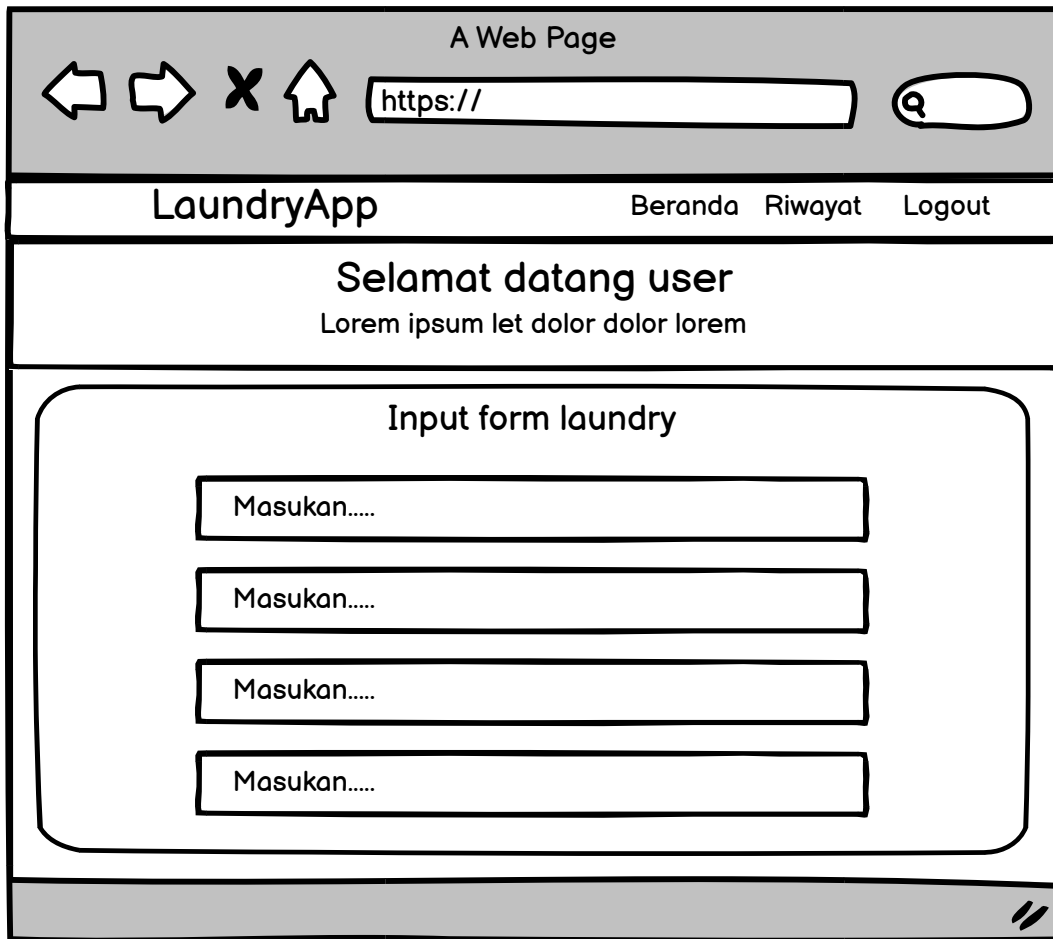 A Web Page
https://
LaundryApp Beranda Riwayat Logout
Selamat datang user
Lorem ipsum let dolor dolor lorem
Input form laundry
Masukan.....
Masukan.....
Masukan.....
Masukan.....